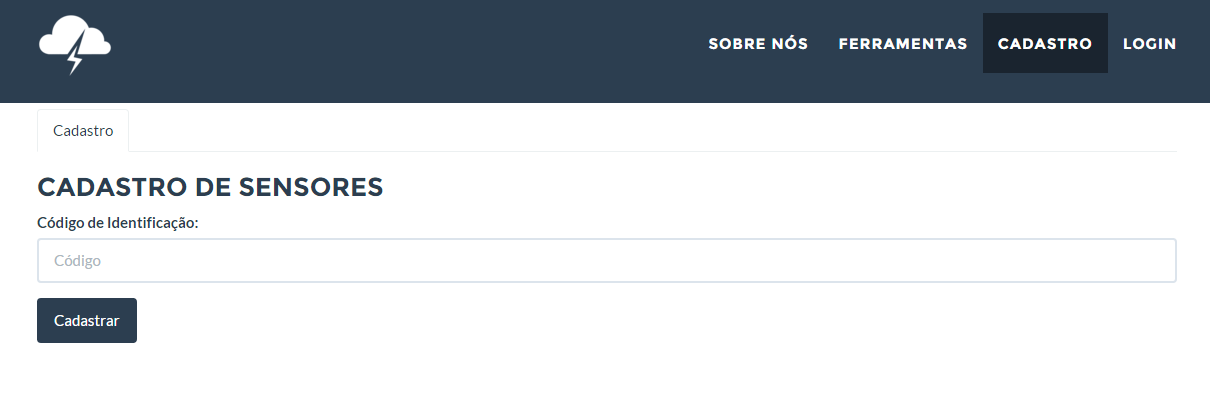 SOBRE NÓS FERRAMENTAS CADASTRO LOGIN
Cadastro
CADASTRO DE SENSORES
Código de Identificação:
Código
Cadastrar